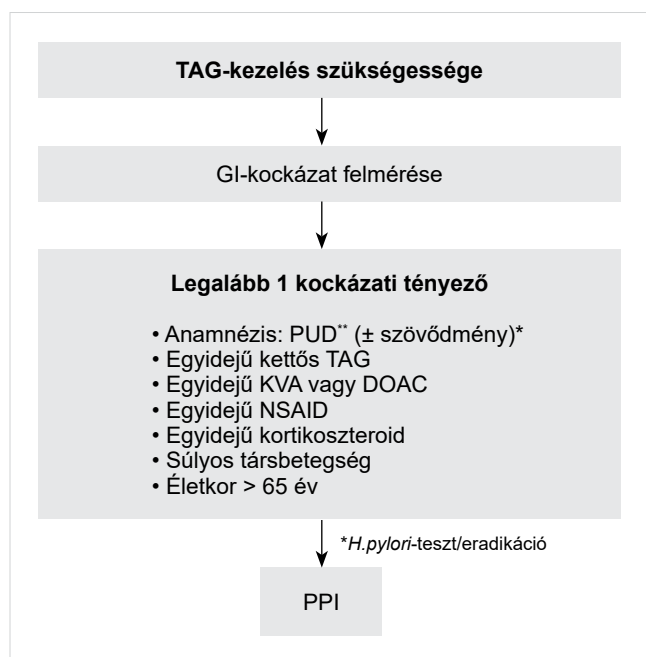 TAG-kezelés szükségessége
GI-kockázat felmérése
Legalább 1 kockázati tényező
• Anamnézis: PUD** (± szövődmény)*
• Egyidejű kettős TAG
• Egyidejű KVA vagy DOAC
• Egyidejű NSAID
• Egyidejű kortikoszteroid
• Súlyos társbetegség
• Életkor > 65 év
*H.pylori-teszt/eradikáció
PPI